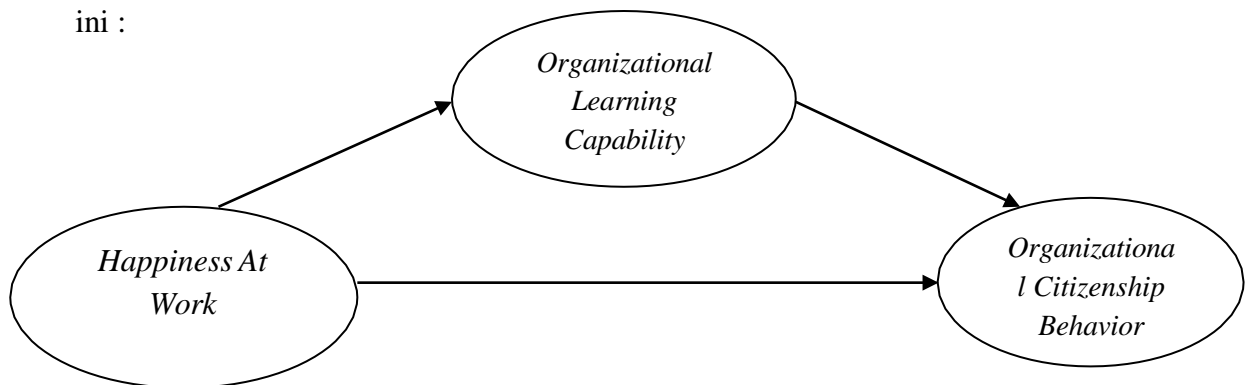 ini :
Organizational
Learning
Capability
Happiness At
Work
Organizationa
l Citizenship
Behavior